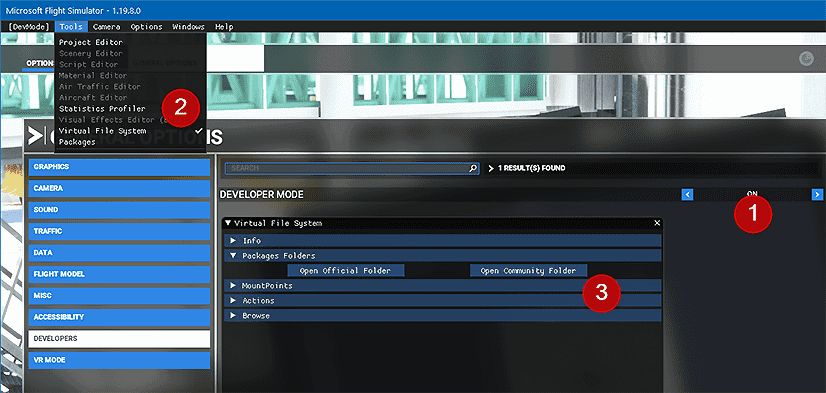 Microsoft Flight Simulator - 1.19.8.0
[DevMode] Tools Camera Options Windows Help
Project Editor
Scenery Editor
Script Editor
Material Editor
Air Traffic Editor
Aircraft Editor
Statistics Profiler
Visual Effects Editor
Virtual File System
Packages
2
OPTIONS
GRAPHICS
CAMERA
SOUND
TRAFFIC
DATA
FLIGHT MODEL
MISC
ACCESSIBILITY
DEVELOPERS
VR MODE
SEARCH
1 RESULT(S) FOUND
DEVELOPER MODE
ON
1
Virtual File System
Info
Packages Folders
Open Official Folder Open Community Folder
3
MountPoints
Actions
Browse